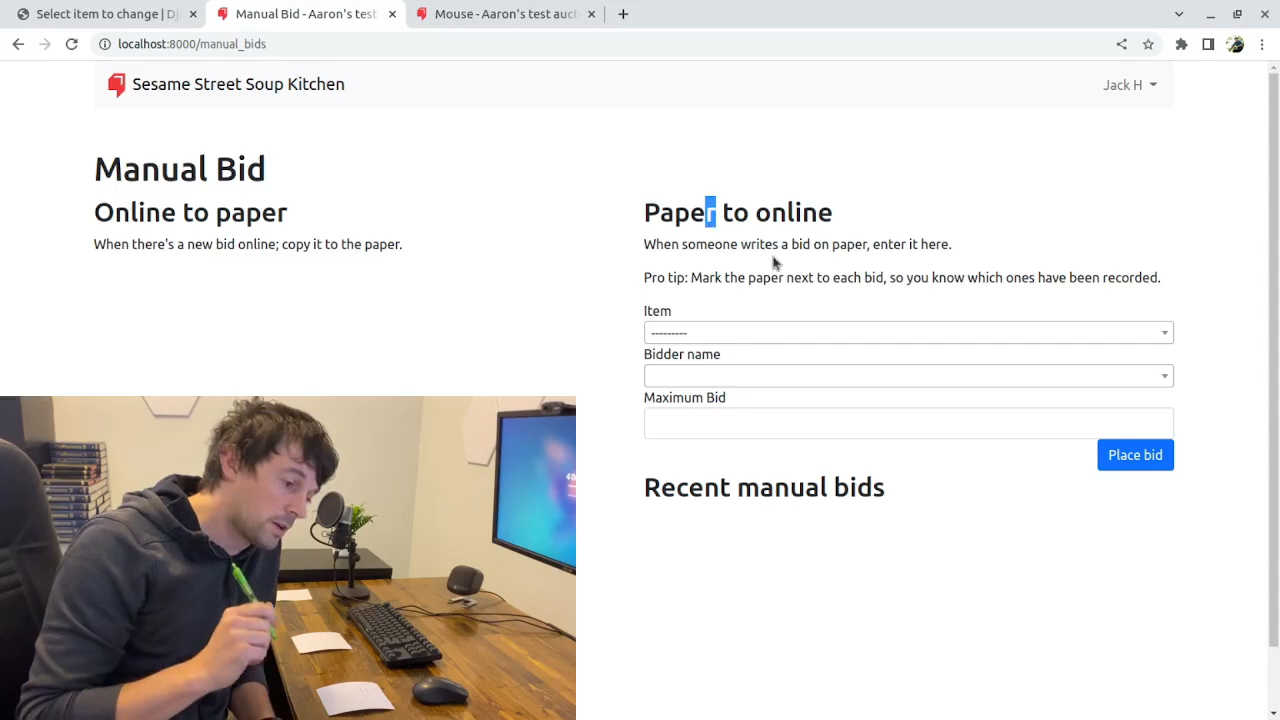 Select item to change | Dj
Manual Bid - Aaron's test
Mouse - Aaron's test auct
localhost:8000/manual_bids
Sesame Street Soup Kitchen
Jack H
Manual Bid
Online to paper
When there's a new bid online; copy it to the paper.
Paper to online
When someone writes a bid on paper, enter it here.
Pro tip: Mark the paper next to each bid, so you know which ones have been recorded.
Item
---------
Bidder name
Maximum Bid
Place bid
Recent manual bids